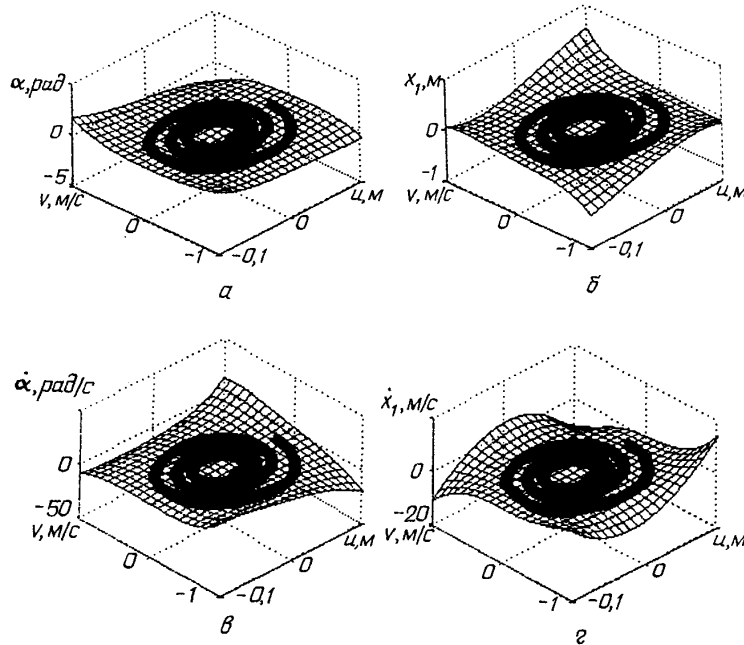 α, рад
0
-5
v, м/с
0
-1
-0,1
0
u, м
а
x₁, м
0
-1
v, м/с
0
-1
-0,1
0
u, м
б
α̇, рад/с
0
-50
v, м/с
0
-1
-0,1
0
u, м
в
ẋ₁, м/с
0
-20
v, м/с
0
-1
-0,1
0
u, м
г